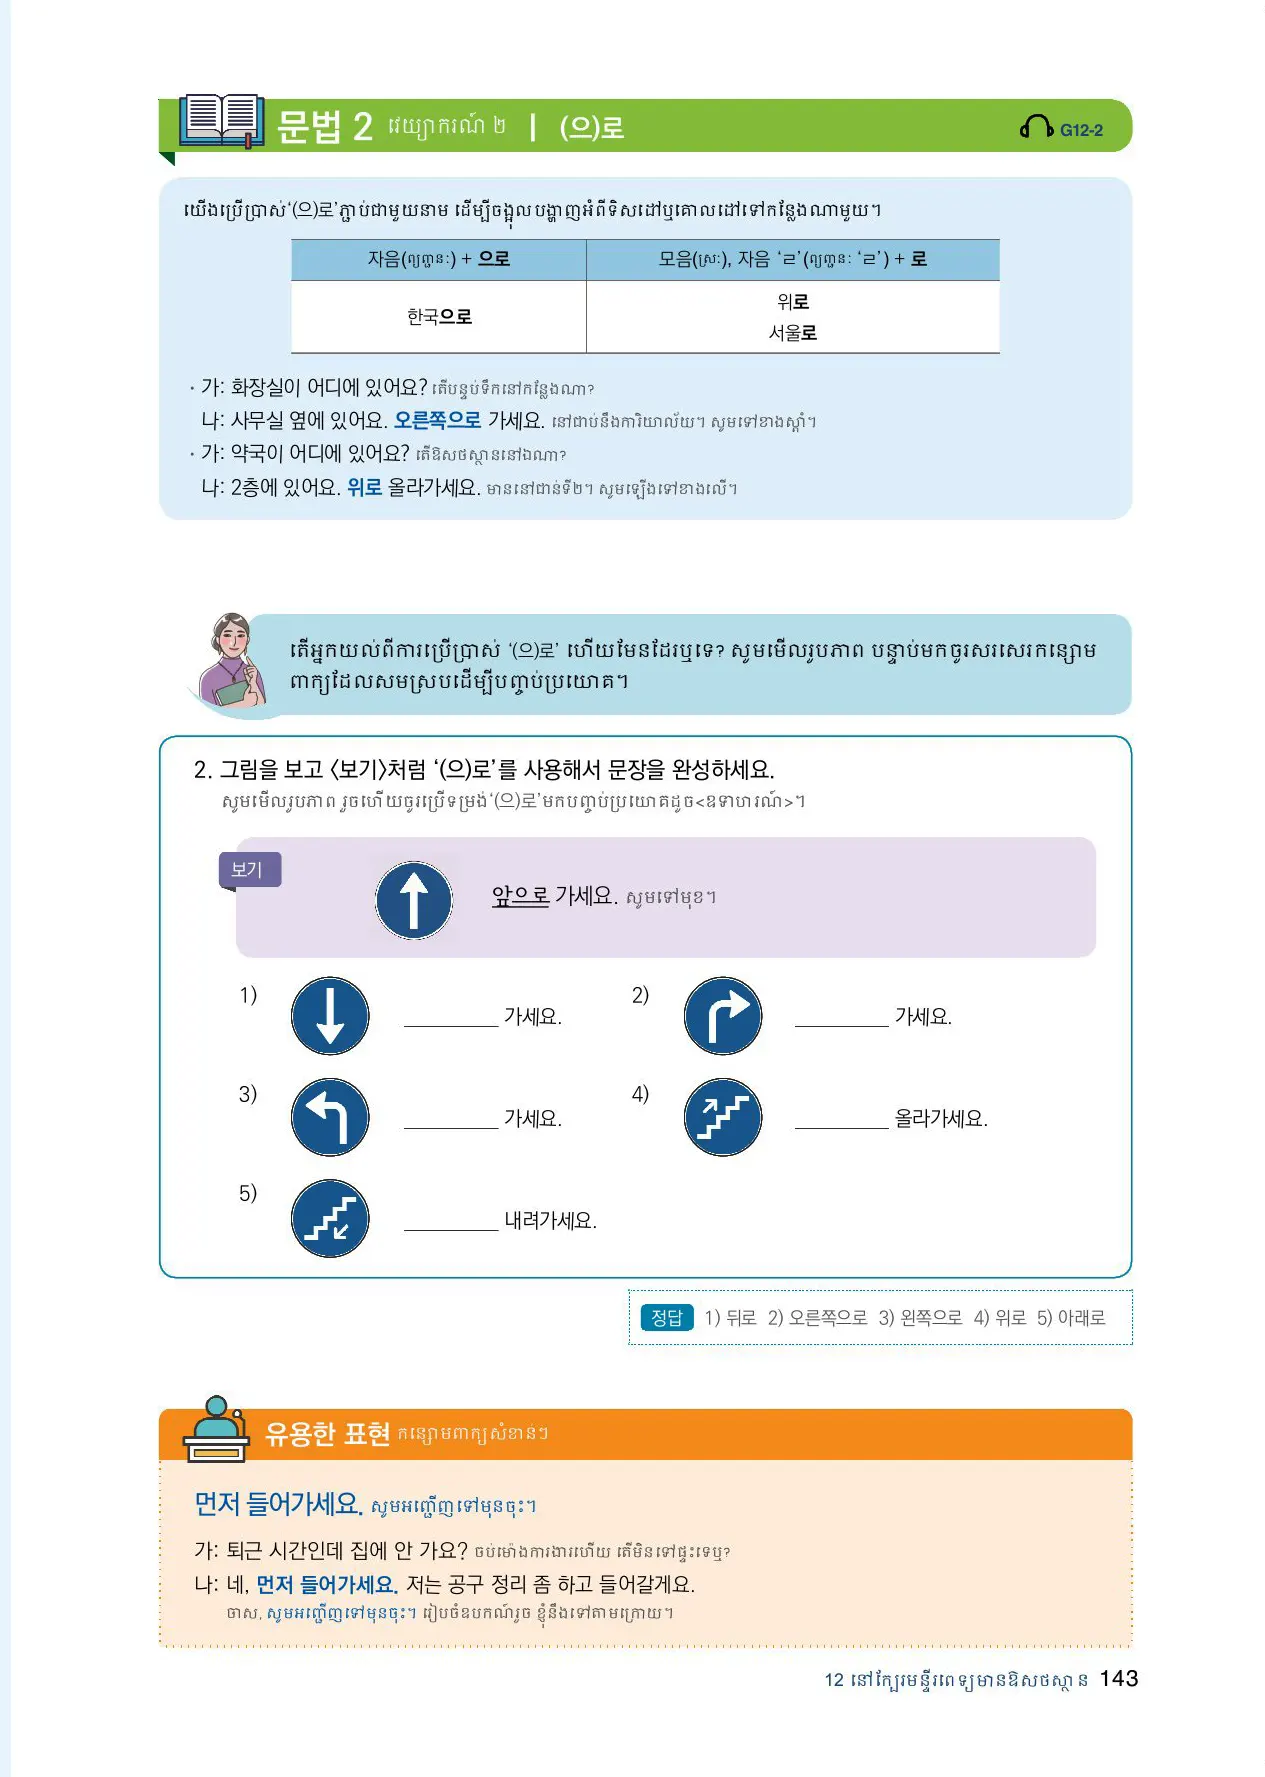 문법 2 វេយ្យាករណ៍ ២ | (으)로
G12-2
យើងប្រើប្រាស់‘(으)로’ភ្ជាប់ជាមួយនាម ដើម្បីចង្អុលបង្ហាញអំពីទិសដៅឬគោលដៅទៅកន្លែងណាមួយ។
자음(ព្យញ្ជនៈ) + 으로
모음(ស្រៈ), 자음 ‘ㄹ’(ព្យញ្ជនៈ ‘ㄹ’) + 로
한국으로
위로
서울로
· 가: 화장실이 어디에 있어요? តើបន្ទប់ទឹកនៅកន្លែងណា?
나: 사무실 옆에 있어요. 오른쪽으로 가세요. នៅជាប់នឹងការិយាល័យ។ សូមទៅខាងស្តាំ។
· 가: 약국이 어디에 있어요? តើឱសថស្ថាននៅឯណា?
나: 2층에 있어요. 위로 올라가세요. មាននៅជាន់ទី២។ សូមឡើងទៅខាងលើ។
តើអ្នកយល់ពីការប្រើប្រាស់ ‘(으)로’ ហើយមែនដែរឬទេ? សូមមើលរូបភាព បន្ទាប់មកចូរសរសេរកន្សោម
ពាក្យដែលសមស្របដើម្បីបញ្ចប់ប្រយោគ។
2. 그림을 보고 <보기>처럼 ‘(으)로’를 사용해서 문장을 완성하세요.
សូមមើលរូបភាព រួចហើយចូរប្រើទម្រង់‘(으)로’មកបញ្ចប់ប្រយោគដូច<ឧទាហរណ៍>។
보기
앞으로 가세요. សូមទៅមុខ។
1) __________ 가세요.
2) __________ 가세요.
3) __________ 가세요.
4) __________ 올라가세요.
5) __________ 내려가세요.
정답 1) 뒤로 2) 오른쪽으로 3) 왼쪽으로 4) 위로 5) 아래로
유용한 표현 កន្សោមពាក្យសំខាន់ៗ
먼저 들어가세요. សូមអញ្ជើញទៅមុនចុះ។
가: 퇴근 시간인데 집에 안 가요? ចប់ម៉ោងការងារហើយ តើមិនទៅផ្ទះទេឬ?
나: 네, 먼저 들어가세요. 저는 공구 정리 좀 하고 들어갈게요.
ចាស, សូមអញ្ជើញទៅមុនចុះ។ រៀបចំឧបករណ៍រួច ខ្ញុំនឹងទៅតាមក្រោយ។
12 នៅក្បែរមន្ទីរពេទ្យមានឱសថស្ថាន 143